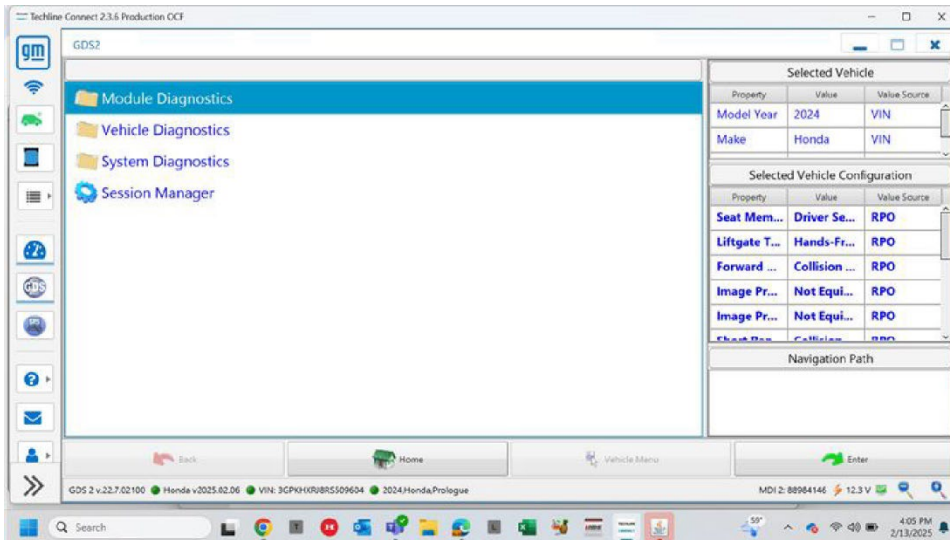 Techline Connect 2.3.6 Production OCF
gm
GDS2
Module Diagnostics
Vehicle Diagnostics
System Diagnostics
Session Manager
Selected Vehicle
Property Value Value Source
Model Year 2024 VIN
Make Honda VIN
Selected Vehicle Configuration
Property Value Value Source
Seat Mem... Driver Se... RPO
Liftgate T... Hands-Fr... RPO
Forward ... Collision ... RPO
Image Pr... Not Equi... RPO
Image Pr... Not Equi... RPO
Navigation Path
Back Home Vehicle Menu Enter
GDS 2 v.22.7.02100 Honda v2025.02.06 VIN: 3GPKHXRJ8RS509604 2024,Honda,Prologue MDI 2: 88984146 12.3 V
Search
59°
4:05 PM
2/13/2025